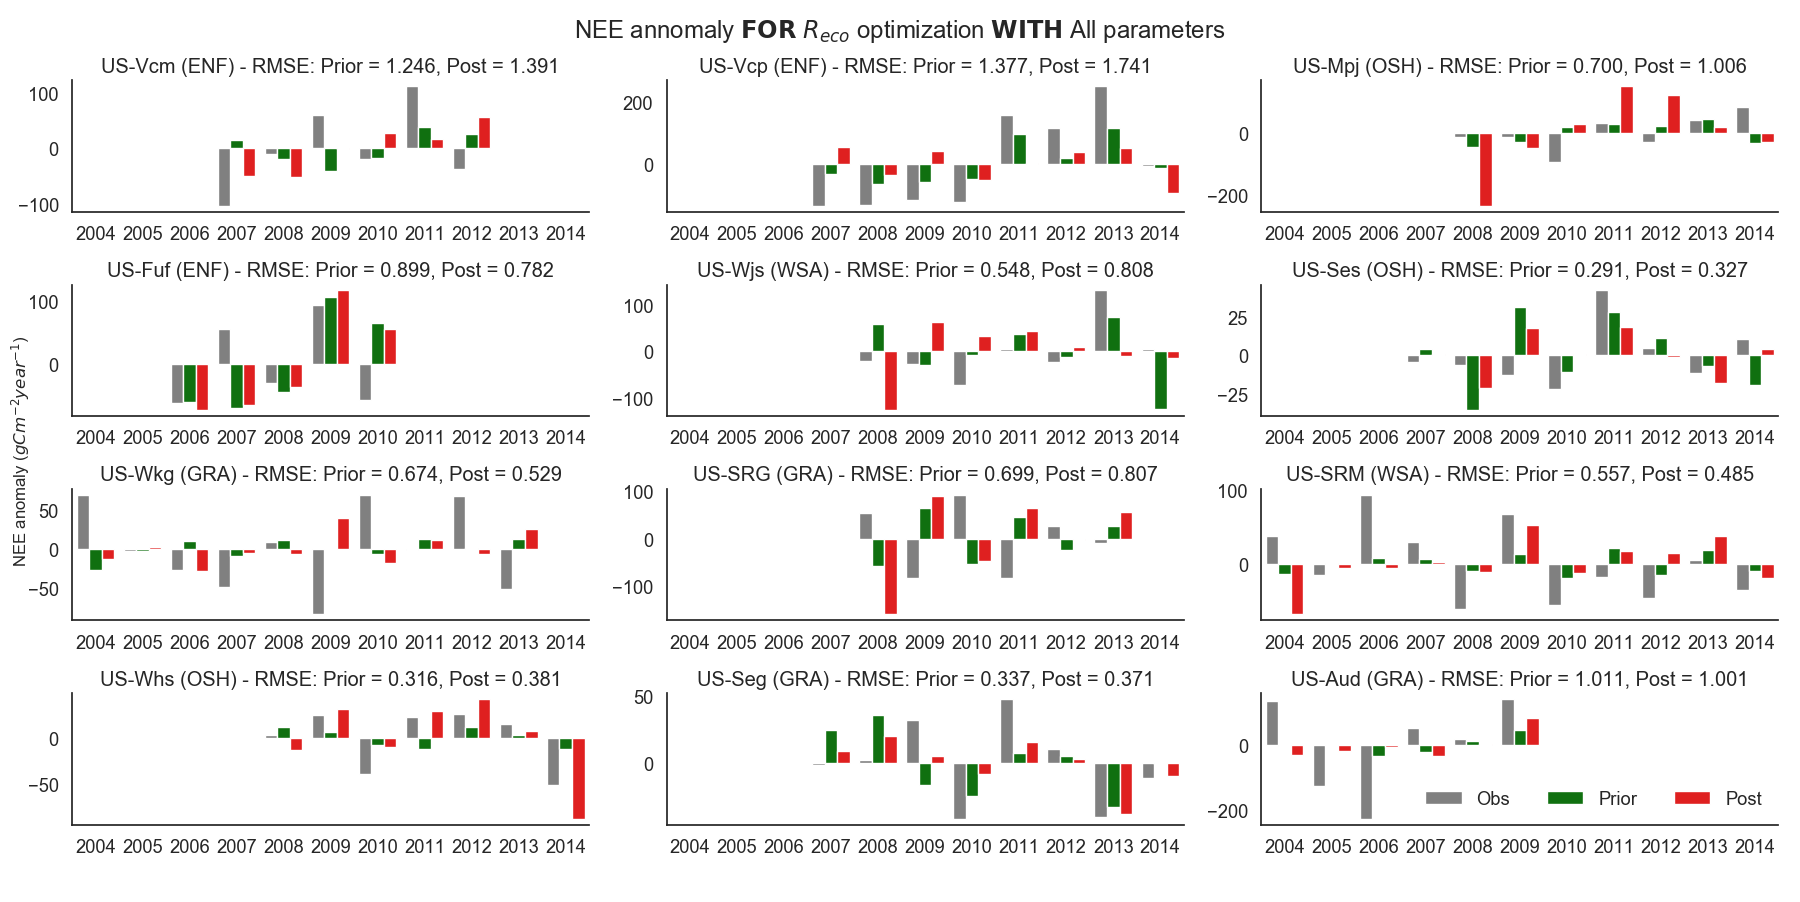 NEE annomaly FOR R_eco optimization WITH All parameters
US-Vcm (ENF) - RMSE: Prior = 1.246, Post = 1.391
100
0
−100
2004 2005 2006 2007 2008 2009 2010 2011 2012 2013 2014
US-Vcp (ENF) - RMSE: Prior = 1.377, Post = 1.741
200
0
2004 2005 2006 2007 2008 2009 2010 2011 2012 2013 2014
US-Mpj (OSH) - RMSE: Prior = 0.700, Post = 1.006
0
−200
2004 2005 2006 2007 2008 2009 2010 2011 2012 2013 2014
NEE anomaly (gCm^−2year^−1)
US-Fuf (ENF) - RMSE: Prior = 0.899, Post = 0.782
100
0
2004 2005 2006 2007 2008 2009 2010 2011 2012 2013 2014
US-Wjs (WSA) - RMSE: Prior = 0.548, Post = 0.808
100
0
−100
2004 2005 2006 2007 2008 2009 2010 2011 2012 2013 2014
US-Ses (OSH) - RMSE: Prior = 0.291, Post = 0.327
25
0
−25
2004 2005 2006 2007 2008 2009 2010 2011 2012 2013 2014
US-Wkg (GRA) - RMSE: Prior = 0.674, Post = 0.529
50
0
−50
2004 2005 2006 2007 2008 2009 2010 2011 2012 2013 2014
US-SRG (GRA) - RMSE: Prior = 0.699, Post = 0.807
100
0
−100
2004 2005 2006 2007 2008 2009 2010 2011 2012 2013 2014
US-SRM (WSA) - RMSE: Prior = 0.557, Post = 0.485
100
0
2004 2005 2006 2007 2008 2009 2010 2011 2012 2013 2014
US-Whs (OSH) - RMSE: Prior = 0.316, Post = 0.381
0
−50
2004 2005 2006 2007 2008 2009 2010 2011 2012 2013 2014
US-Seg (GRA) - RMSE: Prior = 0.337, Post = 0.371
50
0
2004 2005 2006 2007 2008 2009 2010 2011 2012 2013 2014
US-Aud (GRA) - RMSE: Prior = 1.011, Post = 1.001
0
−200
Obs Prior Post
2004 2005 2006 2007 2008 2009 2010 2011 2012 2013 2014